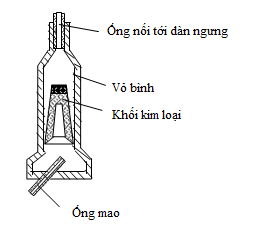 Ống nối tới dàn ngưng
Vỏ bình
Khối kim loại
Ống mao